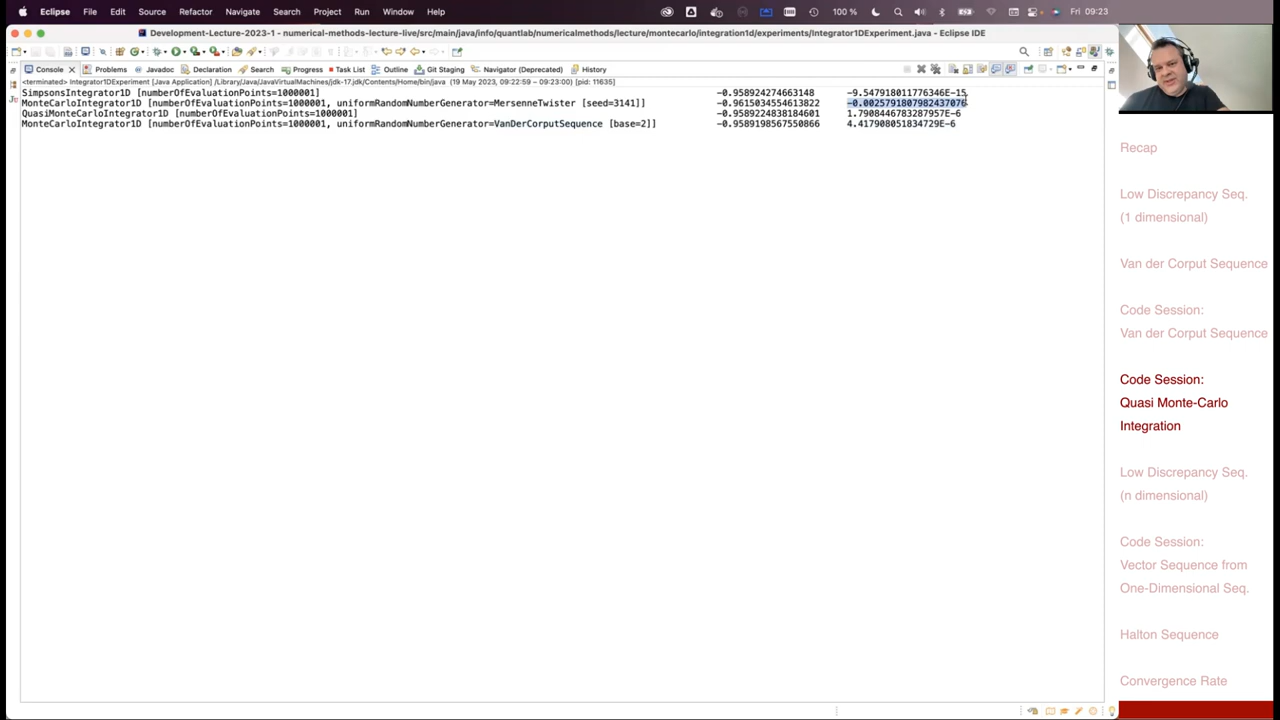 Eclipse File Edit Source Refactor Navigate Search Project Run Window Help 100 % Fri 09:23
Development-Lecture-2023-1 - numerical-methods-lecture-live/src/main/java/info/quantlab/numericalmethods/lecture/montecarlo/integration1d/experiments/Integrator1DExperiment.java - Eclipse IDE
Console Problems Javadoc Declaration Search Progress Task List Outline Git Staging Navigator (Deprecated) History
<terminated> Integrator1DExperiment [Java Application] /Library/Java/JavaVirtualMachines/jdk-17.jdk/Contents/Home/bin/java (19 May 2023, 09:22:59 – 09:23:00) [pid: 11635]
SimpsonsIntegrator1D [numberOfEvaluationPoints=1000001] -0.958924274663148 -9.547918011776346E-15
MonteCarloIntegrator1D [numberOfEvaluationPoints=1000001, uniformRandomNumberGenerator=MersenneTwister [seed=3141]] -0.9615034554613822 -0.0025791807982437076
QuasiMonteCarloIntegrator1D [numberOfEvaluationPoints=1000001] -0.9589224838184601 1.7908446783287957E-6
MonteCarloIntegrator1D [numberOfEvaluationPoints=1000001, uniformRandomNumberGenerator=VanDerCorputSequence [base=2]] -0.9589198567550866 4.417908051834729E-6
Recap
Low Discrepancy Seq.
(1 dimensional)
Van der Corput Sequence
Code Session:
Van der Corput Sequence
Code Session:
Quasi Monte-Carlo
Integration
Low Discrepancy Seq.
(n dimensional)
Code Session:
Vector Sequence from
One-Dimensional Seq.
Halton Sequence
Convergence Rate